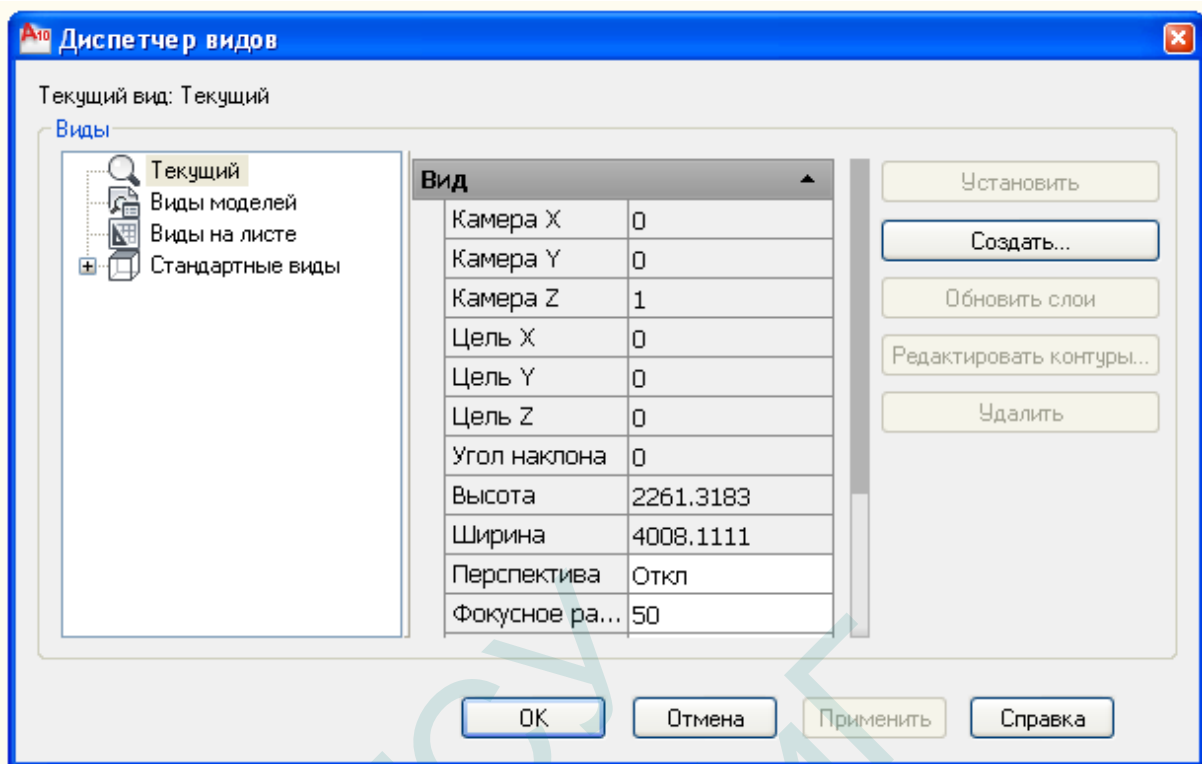 A10 Диспетчер видов
Текущий вид: Текущий
Виды
Текущий
Виды моделей
Виды на листе
Стандартные виды
Вид
Камера X 0
Камера Y 0
Камера Z 1
Цель X 0
Цель Y 0
Цель Z 0
Угол наклона 0
Высота 2261.3183
Ширина 4008.1111
Перспектива Откл
Фокусное ра... 50
Установить
Создать...
Обновить слои
Редактировать контуры...
Удалить
ОК
Отмена
Применить
Справка